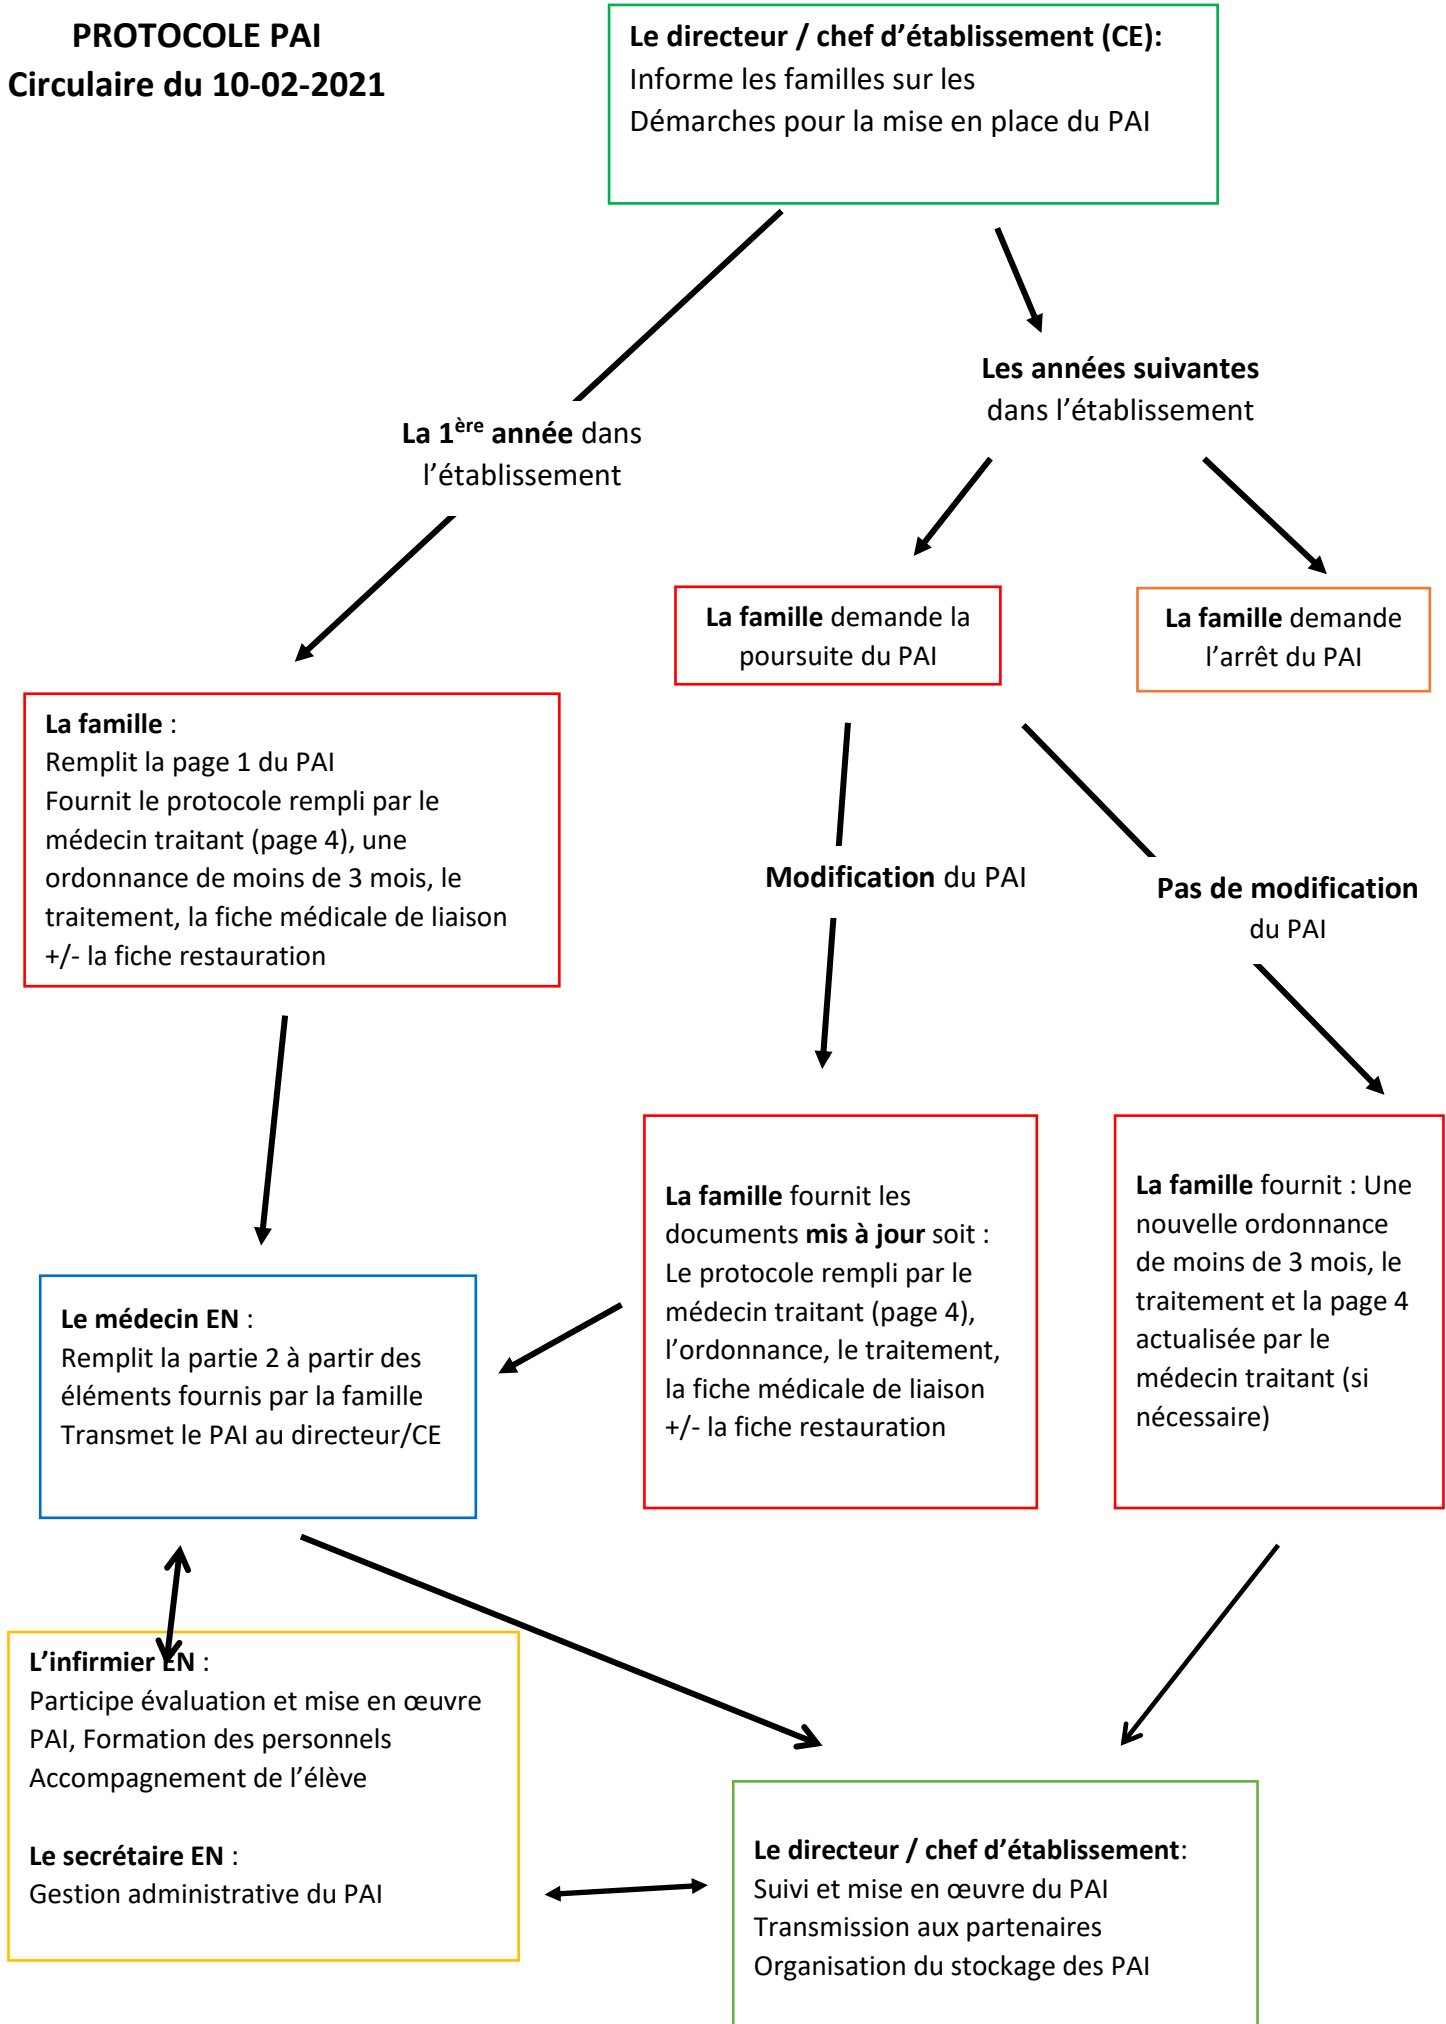 PROTOCOLE PAI
Circulaire du 10-02-2021
Le directeur / chef d’établissement (CE):
Informe les familles sur les
Démarches pour la mise en place du PAI
Les années suivantes
dans l’établissement
La 1ère année dans
l’établissement
La famille demande la
poursuite du PAI
La famille demande
l’arrêt du PAI
La famille :
Remplit la page 1 du PAI
Fournit le protocole rempli par le
médecin traitant (page 4), une
ordonnance de moins de 3 mois, le
traitement, la fiche médicale de liaison
+/- la fiche restauration
Modification du PAI
Pas de modification
du PAI
La famille fournit les
documents mis à jour soit :
Le protocole rempli par le
médecin traitant (page 4),
l’ordonnance, le traitement,
la fiche médicale de liaison
+/- la fiche restauration
La famille fournit : Une
nouvelle ordonnance
de moins de 3 mois, le
traitement et la page 4
actualisée par le
médecin traitant (si
nécessaire)
Le médecin EN :
Remplit la partie 2 à partir des
éléments fournis par la famille
Transmet le PAI au directeur/CE
L’infirmier EN :
Participe évaluation et mise en œuvre
PAI, Formation des personnels
Accompagnement de l’élève
Le secrétaire EN :
Gestion administrative du PAI
Le directeur / chef d’établissement:
Suivi et mise en œuvre du PAI
Transmission aux partenaires
Organisation du stockage des PAI